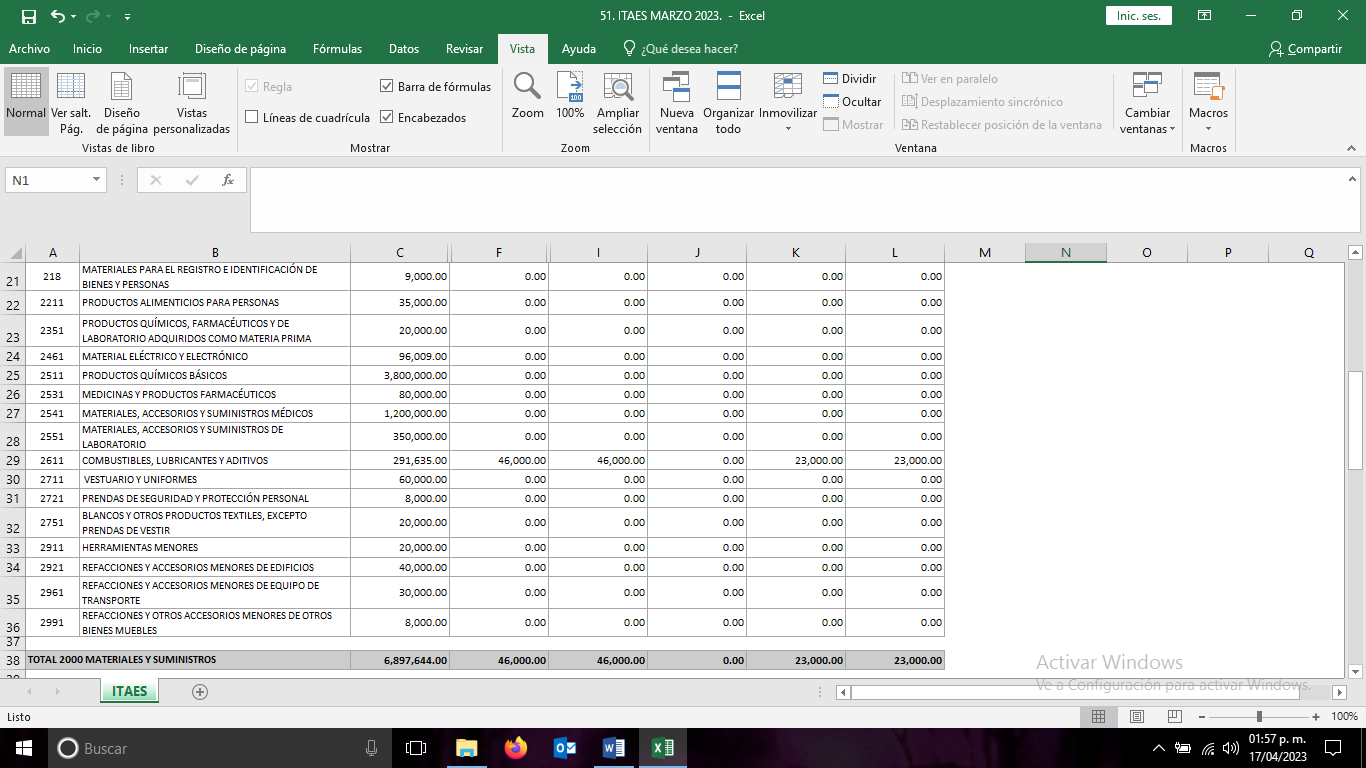 51. ITAES MARZO 2023. - Excel
Inic. ses.
Archivo Inicio Insertar Diseño de página Fórmulas Datos Revisar Vista Ayuda ¿Qué desea hacer? Compartir
Normal
Ver salt. Pág.
Diseño de página
Vistas personalizadas
Vistas de libro
Regla
Barra de fórmulas
Líneas de cuadrícula
Encabezados
Mostrar
Zoom
100
100%
Ampliar selección
Zoom
Nueva ventana
Organizar todo
Inmovilizar
Dividir
Ocultar
Mostrar
Ver en paralelo
Desplazamiento sincrónico
Restablecer posición de la ventana
Cambiar ventanas
Ventana
Macros
Macros
N1
fx
A B C F I J K L M N O P Q
21 218 MATERIALES PARA EL REGISTRO E IDENTIFICACIÓN DE BIENES Y PERSONAS 9,000.00 0.00 0.00 0.00 0.00 0.00
22 2211 PRODUCTOS ALIMENTICIOS PARA PERSONAS 35,000.00 0.00 0.00 0.00 0.00 0.00
23 2351 PRODUCTOS QUÍMICOS, FARMACÉUTICOS Y DE LABORATORIO ADQUIRIDOS COMO MATERIA PRIMA 20,000.00 0.00 0.00 0.00 0.00 0.00
24 2461 MATERIAL ELÉCTRICO Y ELECTRÓNICO 96,009.00 0.00 0.00 0.00 0.00 0.00
25 2511 PRODUCTOS QUÍMICOS BÁSICOS 3,800,000.00 0.00 0.00 0.00 0.00 0.00
26 2531 MEDICINAS Y PRODUCTOS FARMACÉUTICOS 80,000.00 0.00 0.00 0.00 0.00 0.00
27 2541 MATERIALES, ACCESORIOS Y SUMINISTROS MÉDICOS 1,200,000.00 0.00 0.00 0.00 0.00 0.00
28 2551 MATERIALES, ACCESORIOS Y SUMINISTROS DE LABORATORIO 350,000.00 0.00 0.00 0.00 0.00 0.00
29 2611 COMBUSTIBLES, LUBRICANTES Y ADITIVOS 291,635.00 46,000.00 46,000.00 0.00 23,000.00 23,000.00
30 2711 VESTUARIO Y UNIFORMES 60,000.00 0.00 0.00 0.00 0.00 0.00
31 2721 PRENDAS DE SEGURIDAD Y PROTECCIÓN PERSONAL 8,000.00 0.00 0.00 0.00 0.00 0.00
32 2751 BLANCOS Y OTROS PRODUCTOS TEXTILES, EXCEPTO PRENDAS DE VESTIR 20,000.00 0.00 0.00 0.00 0.00 0.00
33 2911 HERRAMIENTAS MENORES 20,000.00 0.00 0.00 0.00 0.00 0.00
34 2921 REFACCIONES Y ACCESORIOS MENORES DE EDIFICIOS 40,000.00 0.00 0.00 0.00 0.00 0.00
35 2961 REFACCIONES Y ACCESORIOS MENORES DE EQUIPO DE TRANSPORTE 30,000.00 0.00 0.00 0.00 0.00 0.00
36 2991 REFACCIONES Y OTROS ACCESORIOS MENORES DE OTROS BIENES MUEBLES 8,000.00 0.00 0.00 0.00 0.00 0.00
37
38 TOTAL 2000 MATERIALES Y SUMINISTROS 6,897,644.00 46,000.00 46,000.00 0.00 23,000.00 23,000.00
Activar Windows
Ve a Configuración para activar Windows.
ITAES
Listo
100%
Buscar
01:57 p. m.
17/04/2023